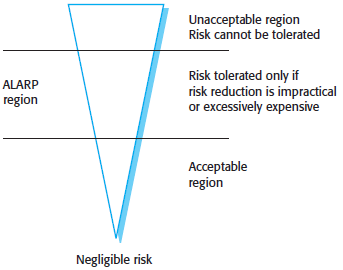 Unacceptable region
Risk cannot be tolerated
ALARP
region
Risk tolerated only if
risk reduction is impractical
or excessively expensive
Acceptable
region
Negligible risk